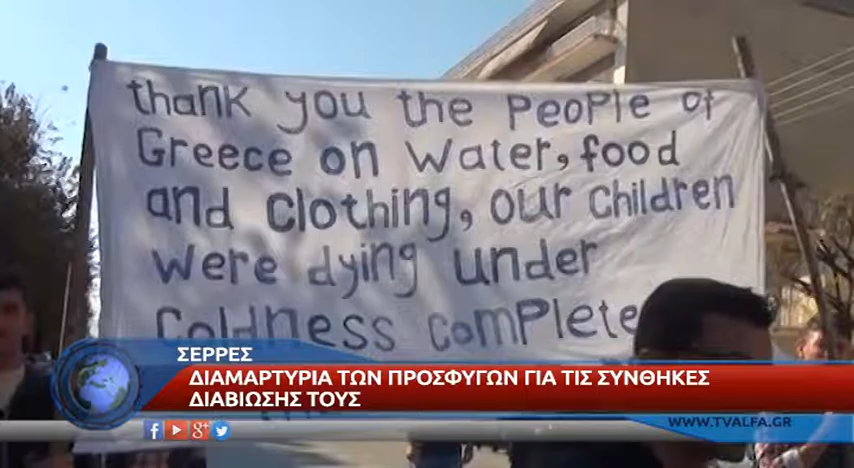 thank you the people of
Greece on water, food
and clothing, our children
were dying under
coldness complete
ΣΕΡΡΕΣ
ΔΙΑΜΑΡΤΥΡΙΑ ΤΩΝ ΠΡΟΣΦΥΓΩΝ ΓΙΑ ΤΙΣ ΣΥΝΘΗΚΕΣ
ΔΙΑΒΙΩΣΗΣ ΤΟΥΣ
WWW.TVALFA.GR